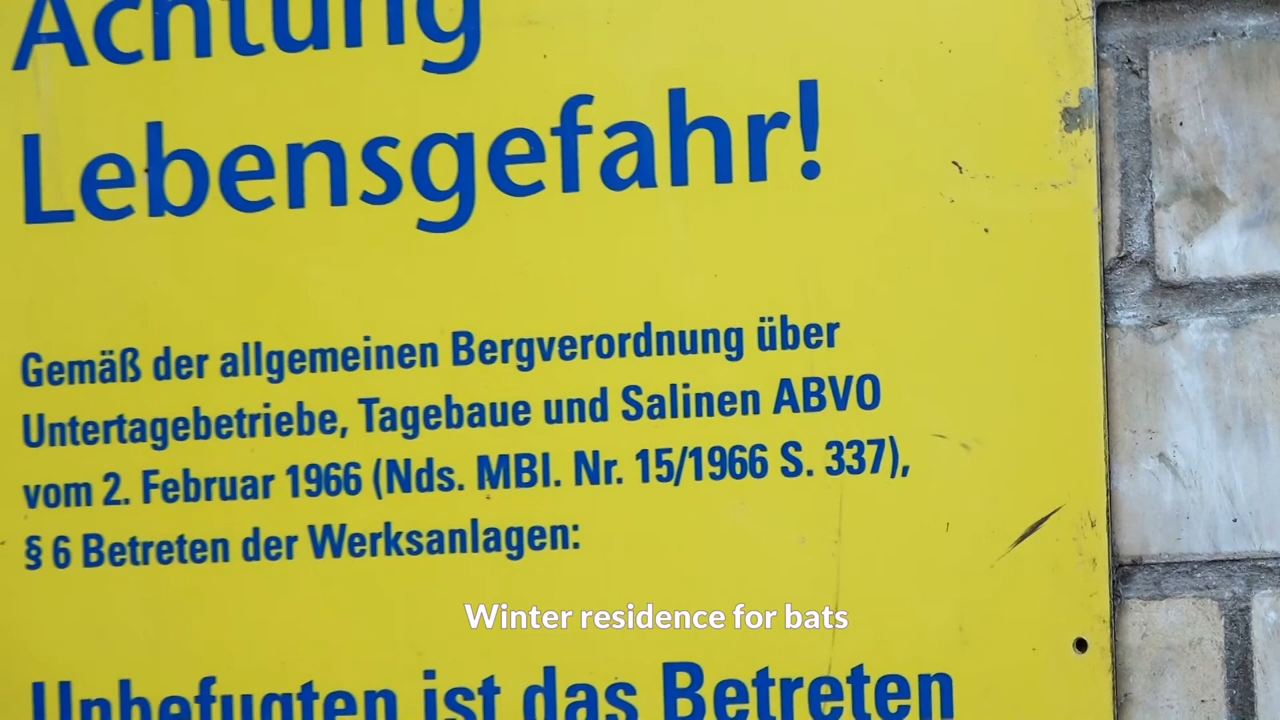 Achtung
Lebensgefahr!
Gemäß der allgemeinen Bergverordnung über
Untertagebetriebe, Tagebaue und Salinen ABVO
vom 2. Februar 1966 (Nds. MBl. Nr. 15/1966 S. 337),
§ 6 Betreten der Werksanlagen:
Winter residence for bats
Unbefugten ist das Betreten